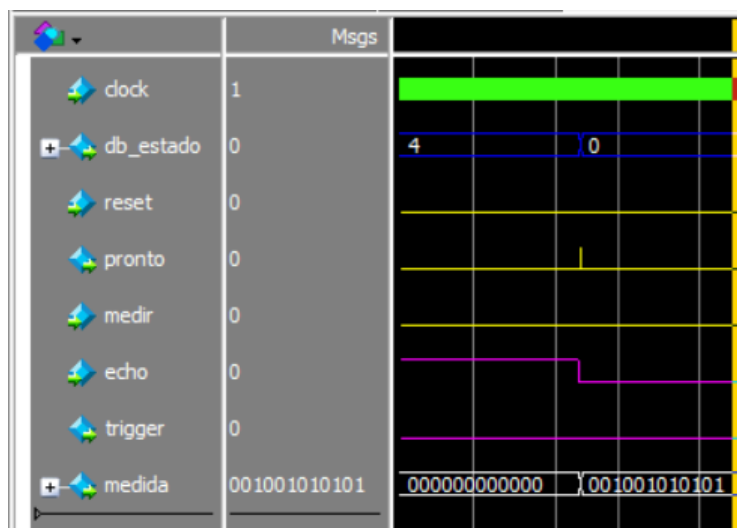 Msgs
clock 1
db_estado 0 4 0
reset 0
pronto 0
medir 0
echo 0
trigger 0
medida 001001010101 000000000000 001001010101